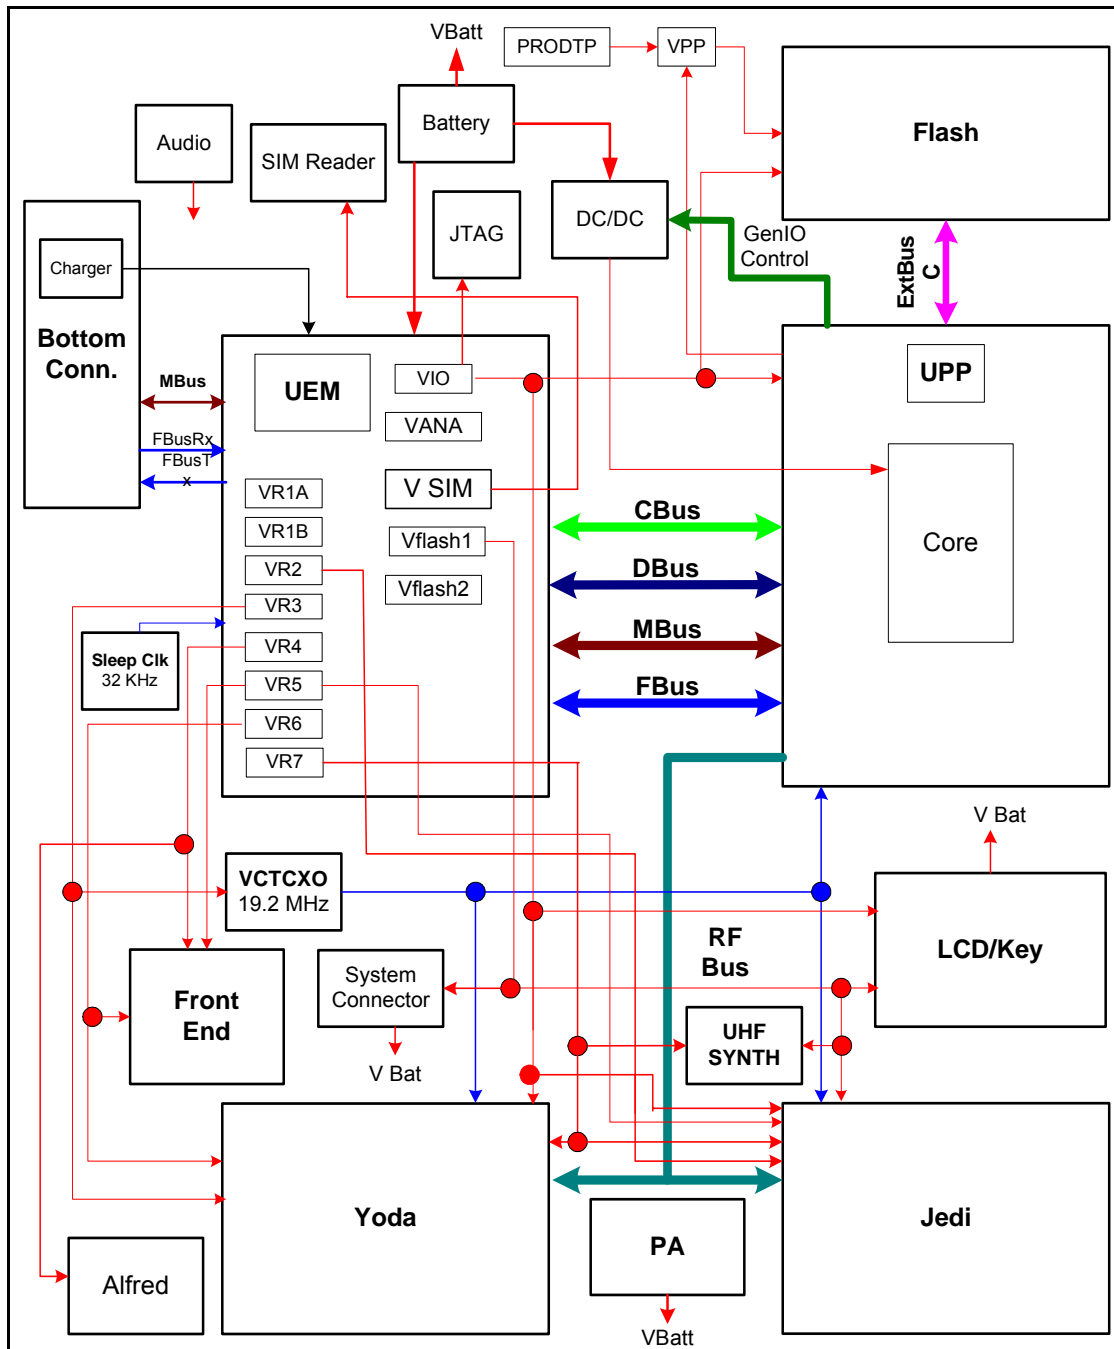 VBatt
PRODTP
VPP
Flash
Audio
SIM Reader
Battery
JTAG
DC/DC
GenIO
Control
ExtBus
C
Charger
Bottom
Conn.
MBus
FBusRx
FBusT
x
UEM
VIO
VANA
V SIM
Vflash1
Vflash2
VR1A
VR1B
VR2
VR3
VR4
VR5
VR6
VR7
Sleep Clk
32 KHz
CBus
DBus
MBus
FBus
UPP
Core
V Bat
VCTCXO
19.2 MHz
RF
Bus
LCD/Key
Front
End
System
Connector
V Bat
UHF
SYNTH
Yoda
Jedi
PA
Alfred
VBatt